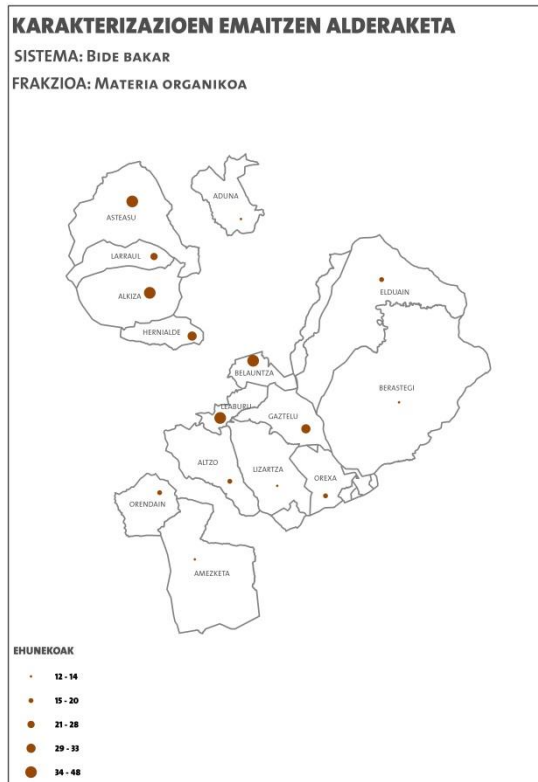 KARAKTERIZAZIOEN EMAITZEN ALDERAKETA
SISTEMA: BIDE BAKAR
FRAKZIOA: MATERIA ORGANIKOA
ADUNA
ASTEASU
LARRAUL
ALKIZA
ELDUAIN
HERNIALDE
BELAUNTZA
BERASTEGI
LEABURU
GAZTELU
ALTZO
LIZARTZA
OREXA
ORENDAIN
AMEZKETA
EHUNEKOAK
12 - 14
15 - 20
21 - 28
29 - 33
34 - 48